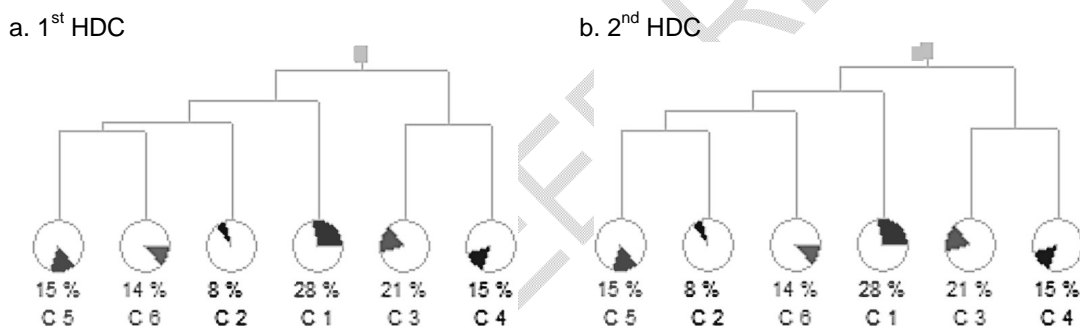 a. 1st HDC
b. 2nd HDC
15 % 14 % 8 % 28 % 21 % 15 %
C 5 C 6 C 2 C 1 C 3 C 4
15 % 8 % 14 % 28 % 21 % 15 %
C 5 C 2 C 6 C 1 C 3 C 4